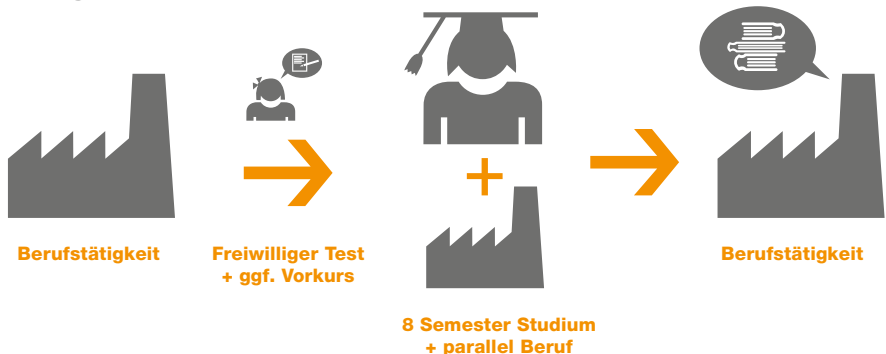 Berufstätigkeit
Freiwilliger Test
+ ggf. Vorkurs
8 Semester Studium
+ parallel Beruf
Berufstätigkeit